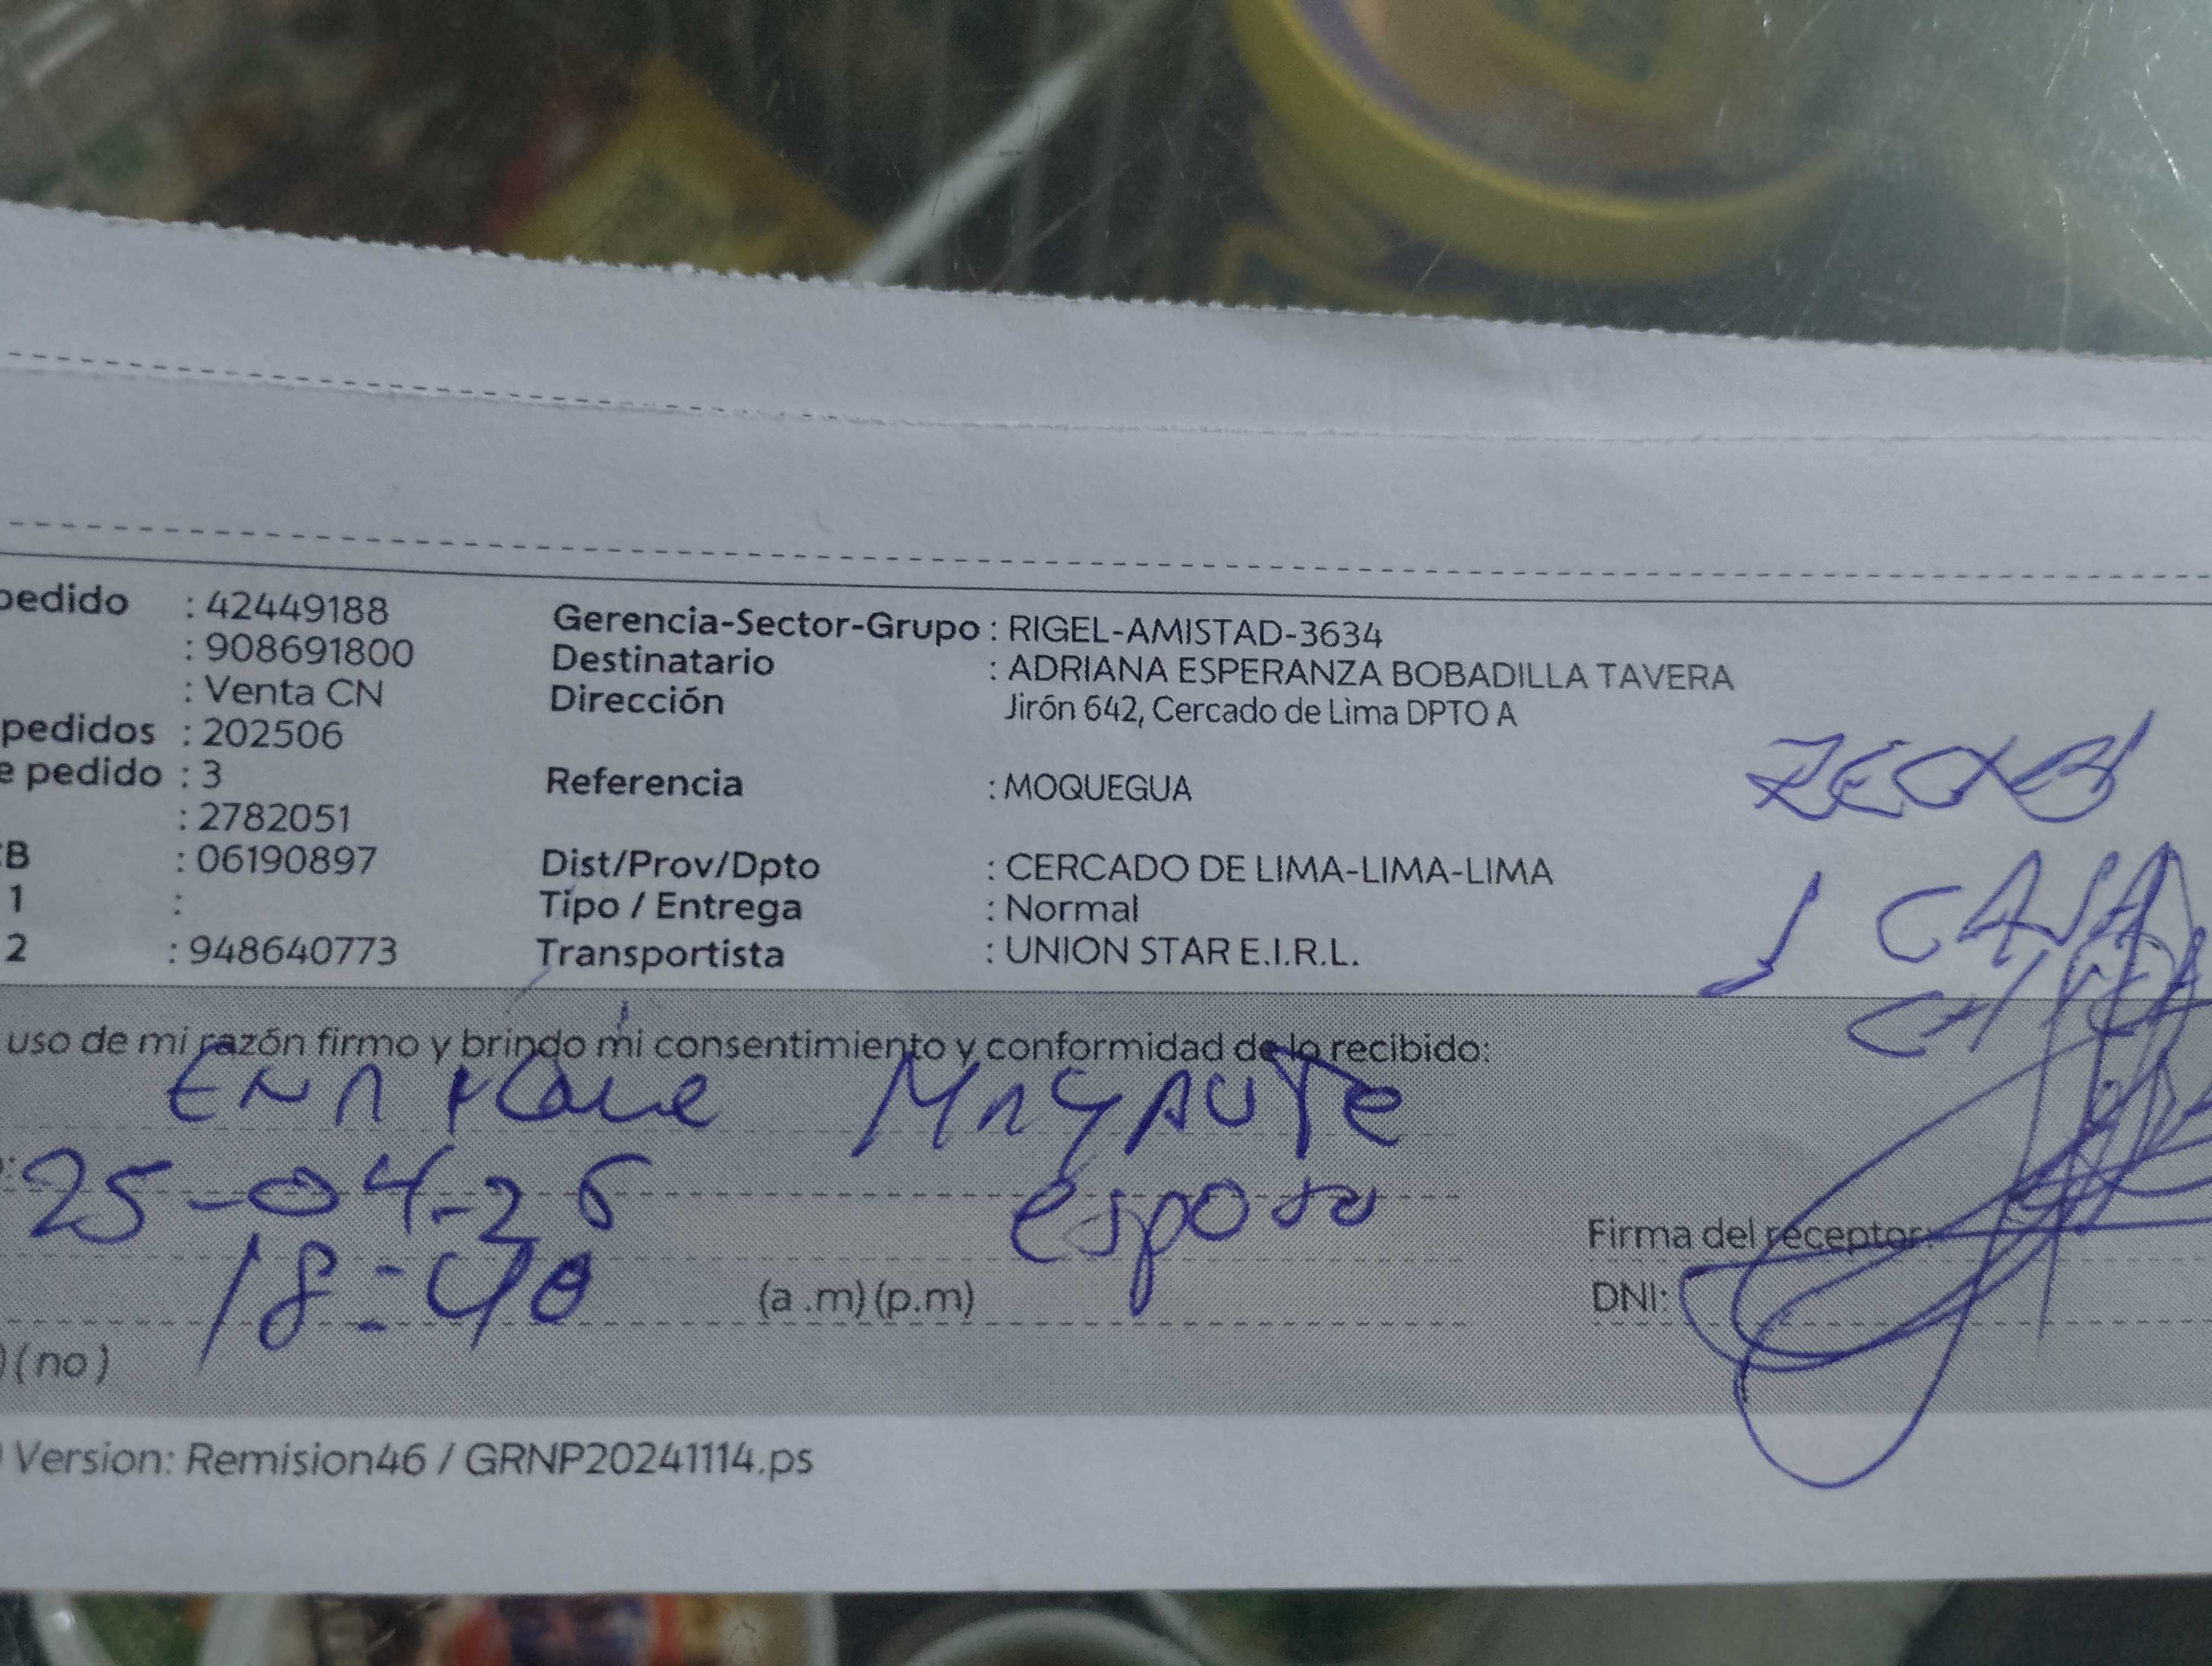 pedido : 42449188
: 908691800
: Venta CN
pedidos : 202506
e pedido : 3
: 2782051
CB : 06190897
1 :
2 : 948640773
Gerencia-Sector-Grupo : RIGEL-AMISTAD-3634
Destinatario : ADRIANA ESPERANZA BOBADILLA TAVERA
Dirección Jirón 642, Cercado de Lima DPTO A
Referencia : MOQUEGUA
Dist/Prov/Dpto : CERCADO DE LIMA-LIMA-LIMA
Tipo / Entrega : Normal
Transportista : UNION STAR E.I.R.L.
1 CAJA
uso de mi razón firmo y brindo mi consentimiento y conformidad de lo recibido:
ENRIQUE MAYAUTE
25-04-25 esposo
18:40 (a .m) (p.m)
Firma del receptor:
DNI:
) (no)
Version: Remision46 / GRNP20241114.ps